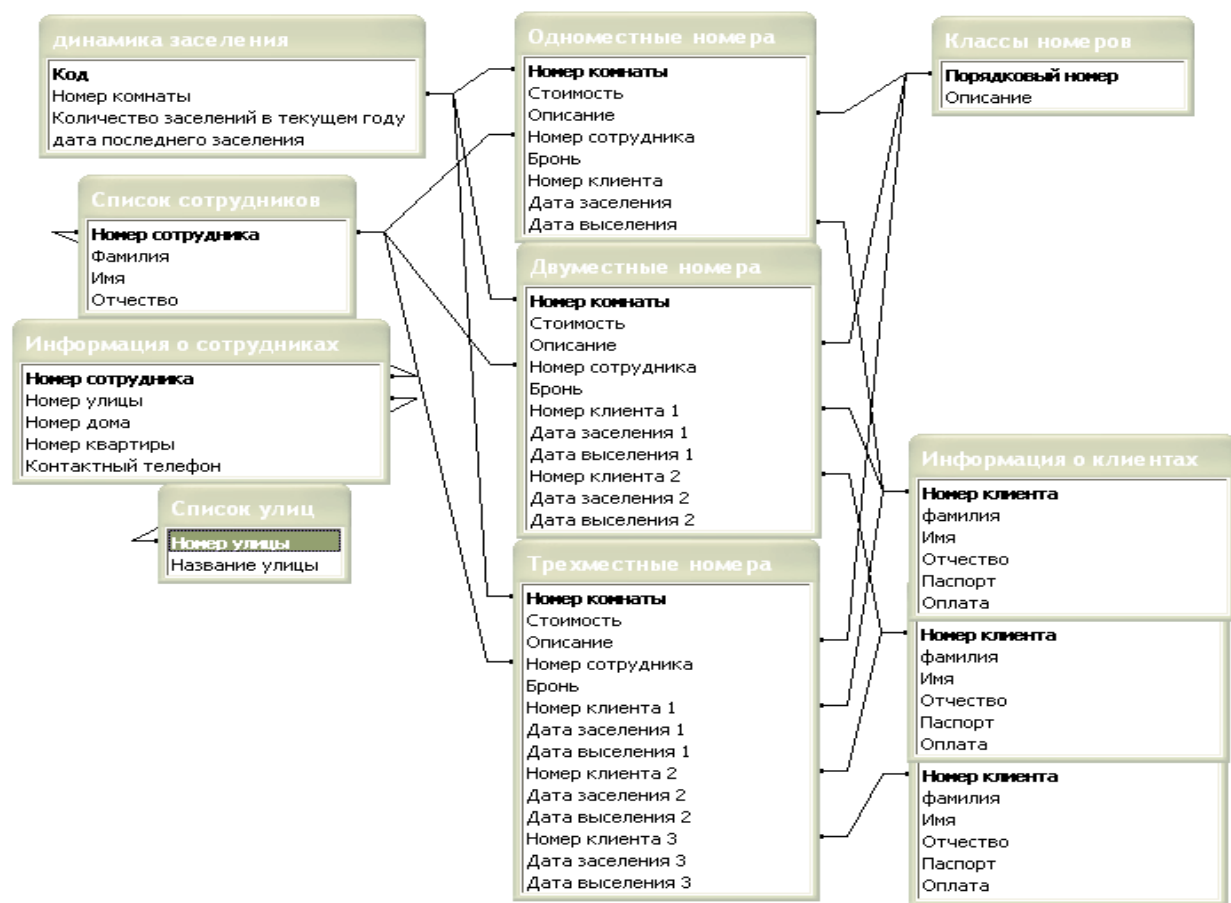 динамика заселения
Код
Номер комнаты
Количество заселений в текущем году
дата последнего заселения
Список сотрудников
Номер сотрудника
Фамилия
Имя
Отчество
Информация о сотрудниках
Номер сотрудника
Номер улицы
Номер дома
Номер квартиры
Контактный телефон
Список улиц
Номер улицы
Название улицы
Одноместные номера
Номер комнаты
Стоимость
Описание
Номер сотрудника
Бронь
Номер клиента
Дата заселения
Дата выселения
Двуместные номера
Номер комнаты
Стоимость
Описание
Номер сотрудника
Бронь
Номер клиента 1
Дата заселения 1
Дата выселения 1
Номер клиента 2
Дата заселения 2
Дата выселения 2
Трехместные номера
Номер комнаты
Стоимость
Описание
Номер сотрудника
Бронь
Номер клиента 1
Дата заселения 1
Дата выселения 1
Номер клиента 2
Дата заселения 2
Дата выселения 2
Номер клиента 3
Дата заселения 3
Дата выселения 3
Классы номеров
Порядковый номер
Описание
Информация о клиентах
Номер клиента
фамилия
Имя
Отчество
Паспорт
Оплата
Номер клиента
фамилия
Имя
Отчество
Паспорт
Оплата
Номер клиента
фамилия
Имя
Отчество
Паспорт
Оплата